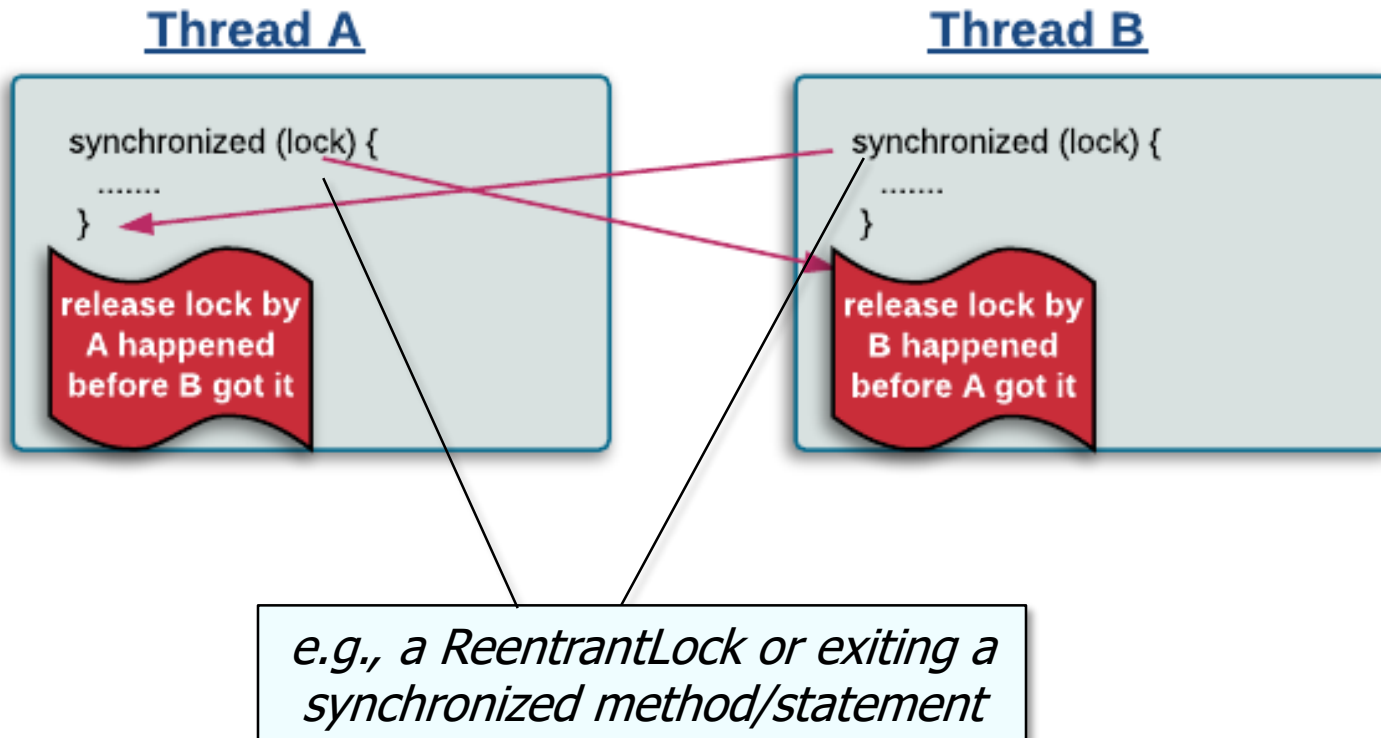 Thread A
synchronized (lock) {
.......
}
release lock by
A happened
before B got it
Thread B
synchronized (lock) {
.......
}
release lock by
B happened
before A got it
e.g., a ReentrantLock or exiting a
synchronized method/statement